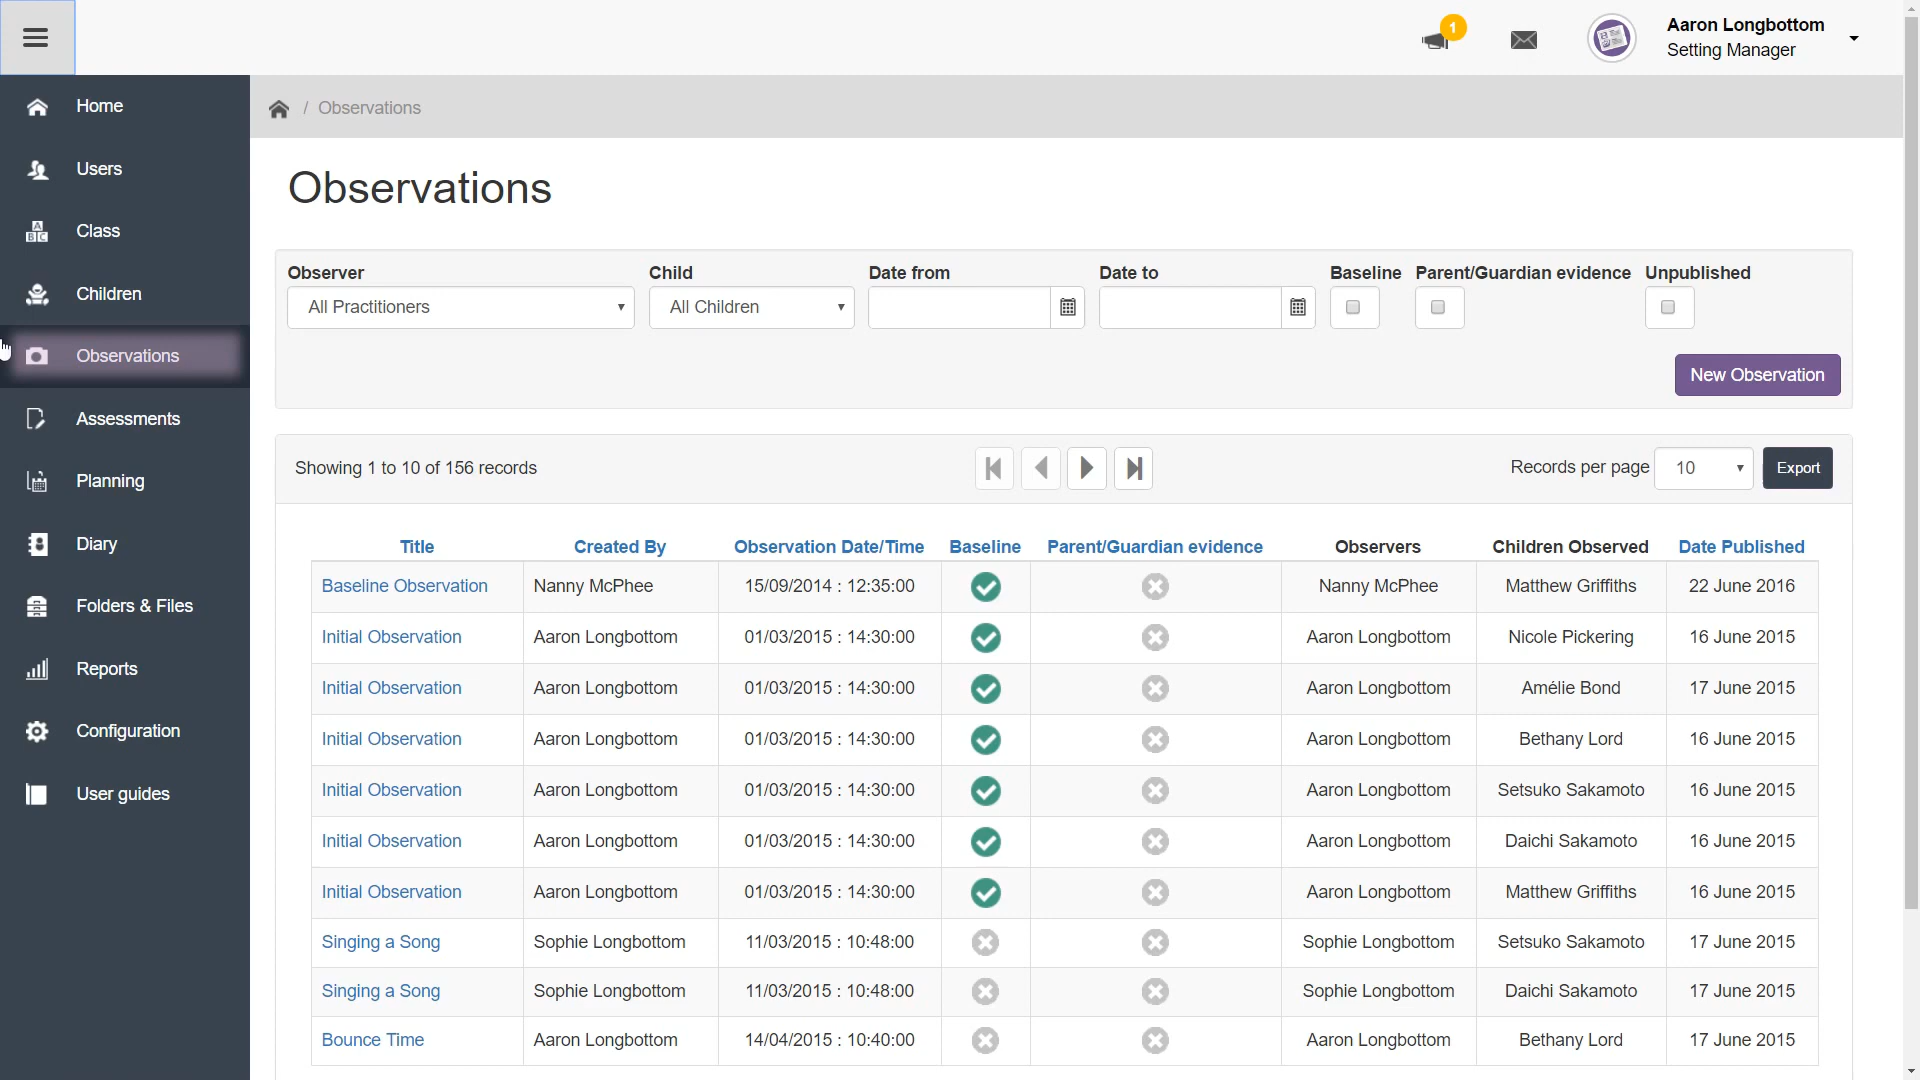 1
Aaron Longbottom
Setting Manager
Home
Users
Class
Children
Observations
Assessments
Planning
Diary
Folders & Files
Reports
Configuration
User guides
/ Observations
Observations
Observer Child Date from Date to Baseline Parent/Guardian evidence Unpublished
All Practitioners All Children
New Observation
Showing 1 to 10 of 156 records Records per page 10 Export
Title Created By Observation Date/Time Baseline Parent/Guardian evidence Observers Children Observed Date Published
Baseline Observation Nanny McPhee 15/09/2014 : 12:35:00 Nanny McPhee Matthew Griffiths 22 June 2016
Initial Observation Aaron Longbottom 01/03/2015 : 14:30:00 Aaron Longbottom Nicole Pickering 16 June 2015
Initial Observation Aaron Longbottom 01/03/2015 : 14:30:00 Aaron Longbottom Amélie Bond 17 June 2015
Initial Observation Aaron Longbottom 01/03/2015 : 14:30:00 Aaron Longbottom Bethany Lord 16 June 2015
Initial Observation Aaron Longbottom 01/03/2015 : 14:30:00 Aaron Longbottom Setsuko Sakamoto 16 June 2015
Initial Observation Aaron Longbottom 01/03/2015 : 14:30:00 Aaron Longbottom Daichi Sakamoto 16 June 2015
Initial Observation Aaron Longbottom 01/03/2015 : 14:30:00 Aaron Longbottom Matthew Griffiths 16 June 2015
Singing a Song Sophie Longbottom 11/03/2015 : 10:48:00 Sophie Longbottom Setsuko Sakamoto 17 June 2015
Singing a Song Sophie Longbottom 11/03/2015 : 10:48:00 Sophie Longbottom Daichi Sakamoto 17 June 2015
Bounce Time Aaron Longbottom 14/04/2015 : 10:40:00 Aaron Longbottom Bethany Lord 17 June 2015